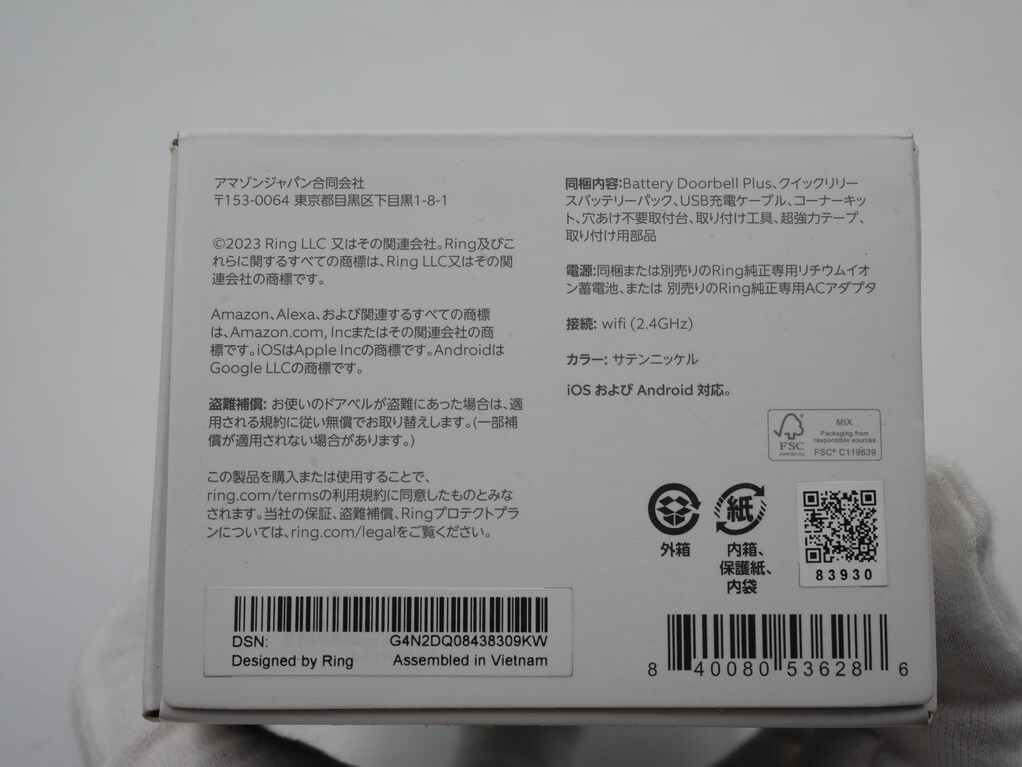 アマゾンジャパン合同会社
〒153-0064 東京都目黒区下目黒1-8-1
©2023 Ring LLC 又はその関連会社。Ring及びこ
れらに関するすべての商標は、Ring LLC又はその関
連会社の商標です。
Amazon、Alexa、および関連するすべての商標
は、Amazon.com, Incまたはその関連会社の商
標です。iOSはApple Incの商標です。Androidは
Google LLCの商標です。
盗難補償: お使いのドアベルが盗難にあった場合は、適
用される規約に従い無償でお取り替えします。(一部補
償が適用されない場合があります。)
この製品を購入または使用することで、
ring.com/termsの利用規約に同意したものとみな
されます。当社の保証、盗難補償、Ringプロテクトプラ
ンについては、ring.com/legalをご覧ください。
DSN: G4N2DQ08438309KW
Designed by Ring Assembled in Vietnam
同梱内容:Battery Doorbell Plus、クイックリリー
スバッテリーパック、USB充電ケーブル、コーナーキッ
ト、穴あけ不要取付台、取り付け工具、超強力テープ、
取り付け用部品
電源:同梱または別売りのRing純正専用リチウムイオ
ン蓄電池、または 別売りのRing純正専用ACアダプタ
接続: wifi (2.4GHz)
カラー: サテンニッケル
iOS および Android 対応。
FSC
www.fsc.org
MIX
Packaging from
responsible sources
FSC® C119639
外箱
紙
内箱、
保護紙、
内袋
83930
8 40080 53628 6